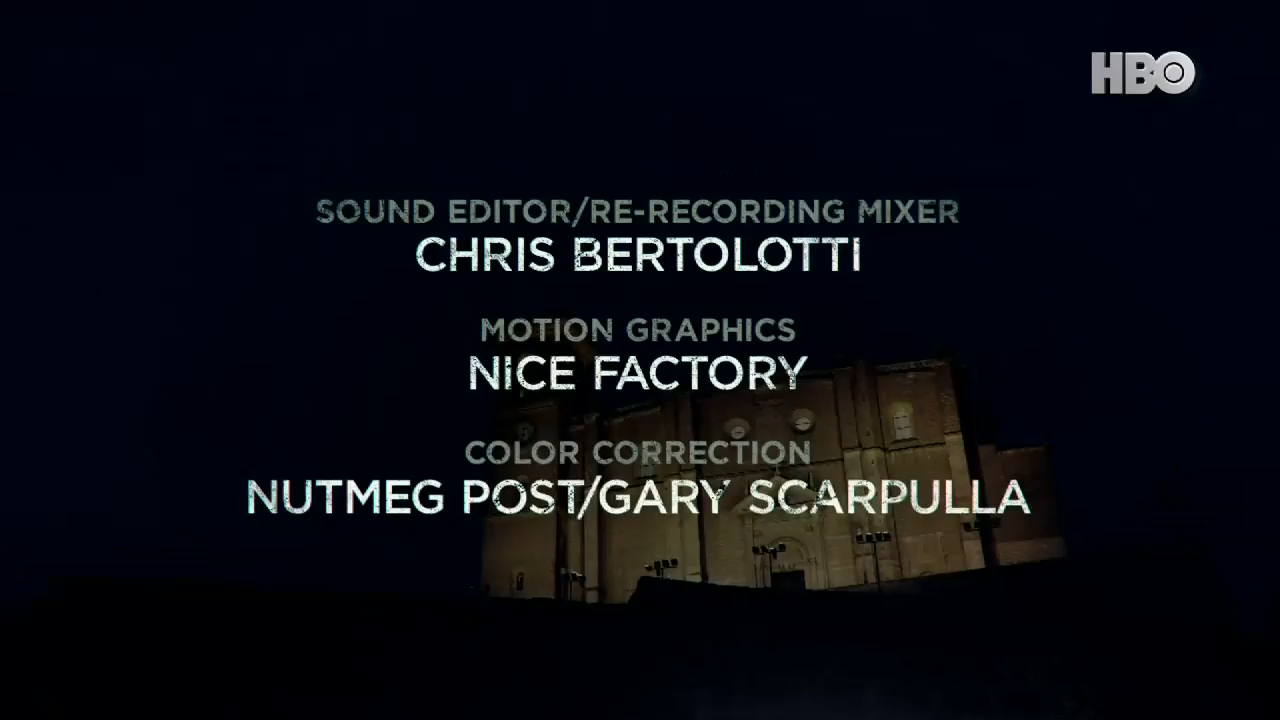 HBO
SOUND EDITOR/RE-RECORDING MIXER
CHRIS BERTOLOTTI
MOTION GRAPHICS
NICE FACTORY
COLOR CORRECTION
NUTMEG POST/GARY SCARPULLA